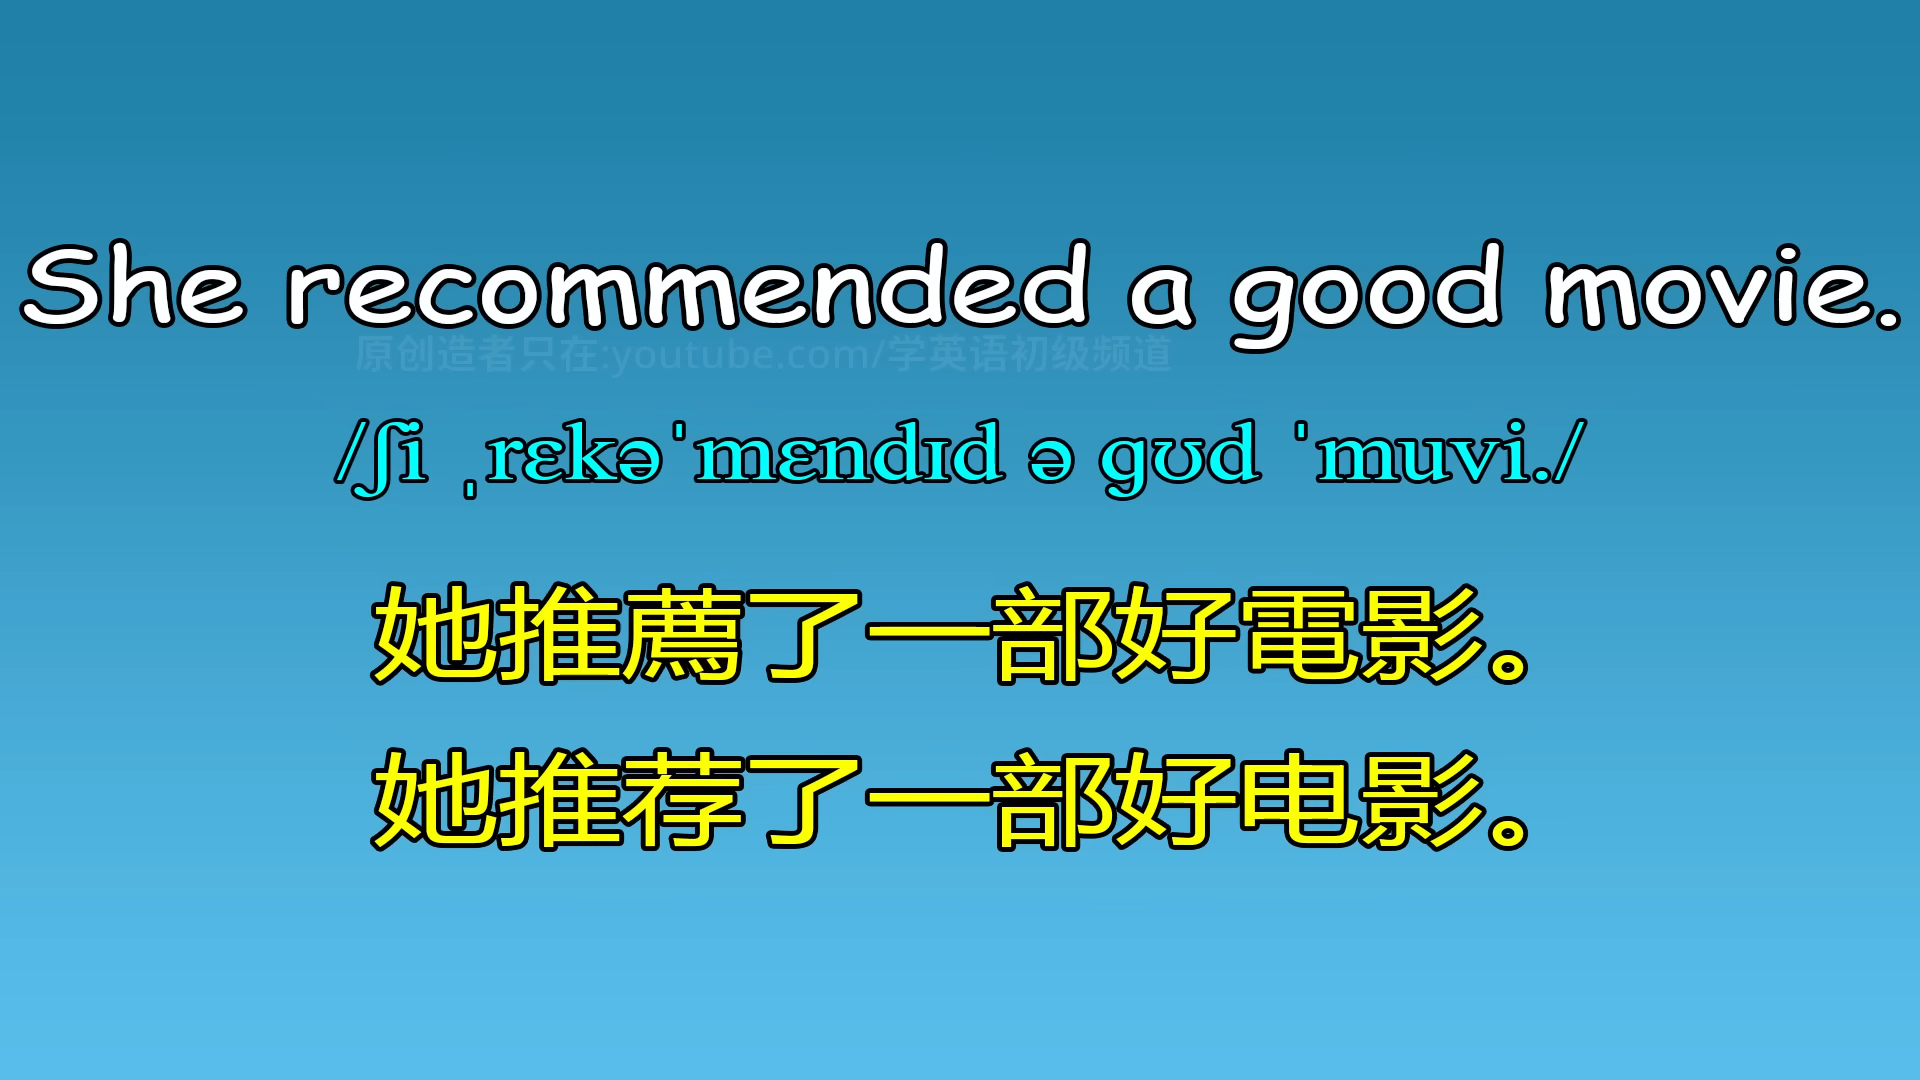 She recommended a good movie.
原创造者只在:youtube.com/学英语初级频道
/ʃi ˌrɛkəˈmɛndɪd ə ɡʊd ˈmuvi./
她推薦了一部好電影。
她推荐了一部好电影。